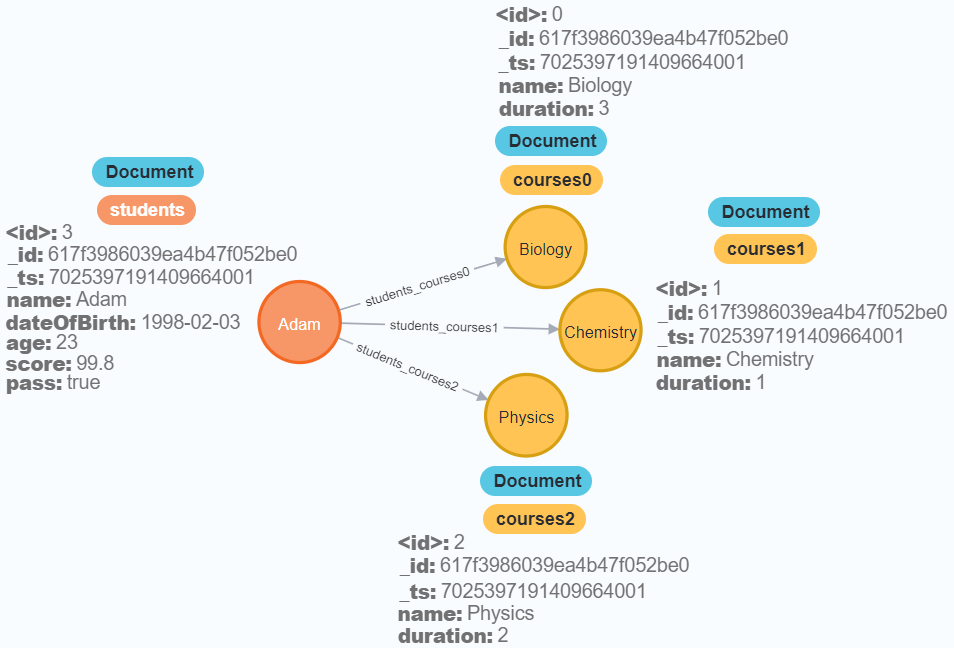 <id>: 0
_id: 617f3986039ea4b47f052be0
_ts: 7025397191409664001
name: Biology
duration: 3
Document
courses0
Document
students
<id>: 3
_id: 617f3986039ea4b47f052be0
_ts: 7025397191409664001
name: Adam
dateOfBirth: 1998-02-03
age: 23
score: 99.8
pass: true
Adam
students_courses0
students_courses1
students_courses2
Biology
Chemistry
Physics
Document
courses1
<id>: 1
_id: 617f3986039ea4b47f052be0
_ts: 7025397191409664001
name: Chemistry
duration: 1
Document
courses2
<id>: 2
_id: 617f3986039ea4b47f052be0
_ts: 7025397191409664001
name: Physics
duration: 2